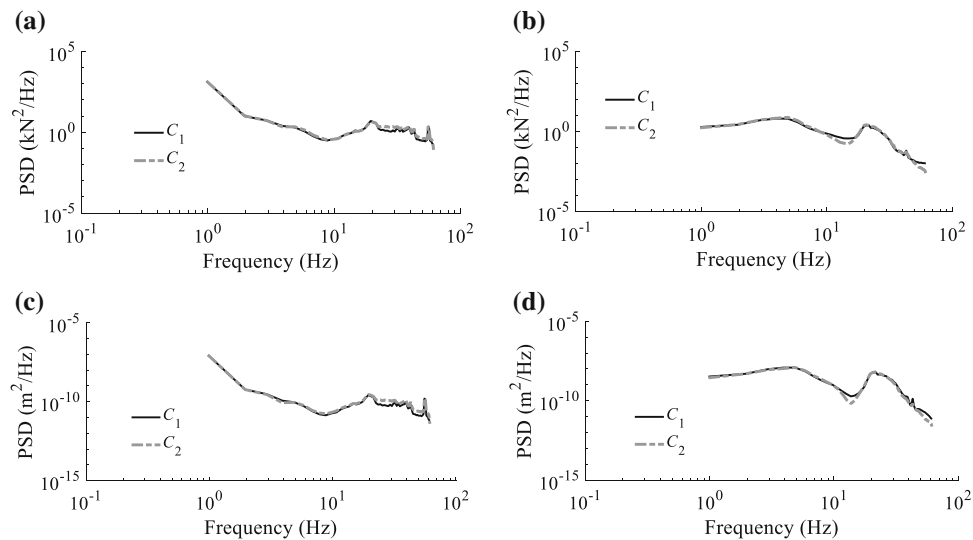 (a)
10^5
10^0
10^-5
PSD (kN^2/Hz)
C_1
C_2
10^-1
10^0
10^1
10^2
Frequency (Hz)
(b)
10^5
10^0
10^-5
PSD (kN^2/Hz)
C_1
C_2
10^-1
10^0
10^1
10^2
Frequency (Hz)
(c)
10^-5
10^-10
10^-15
PSD (m^2/Hz)
C_1
C_2
10^-1
10^0
10^1
10^2
Frequency (Hz)
(d)
10^-5
10^-10
10^-15
PSD (m^2/Hz)
C_1
C_2
10^-1
10^0
10^1
10^2
Frequency (Hz)